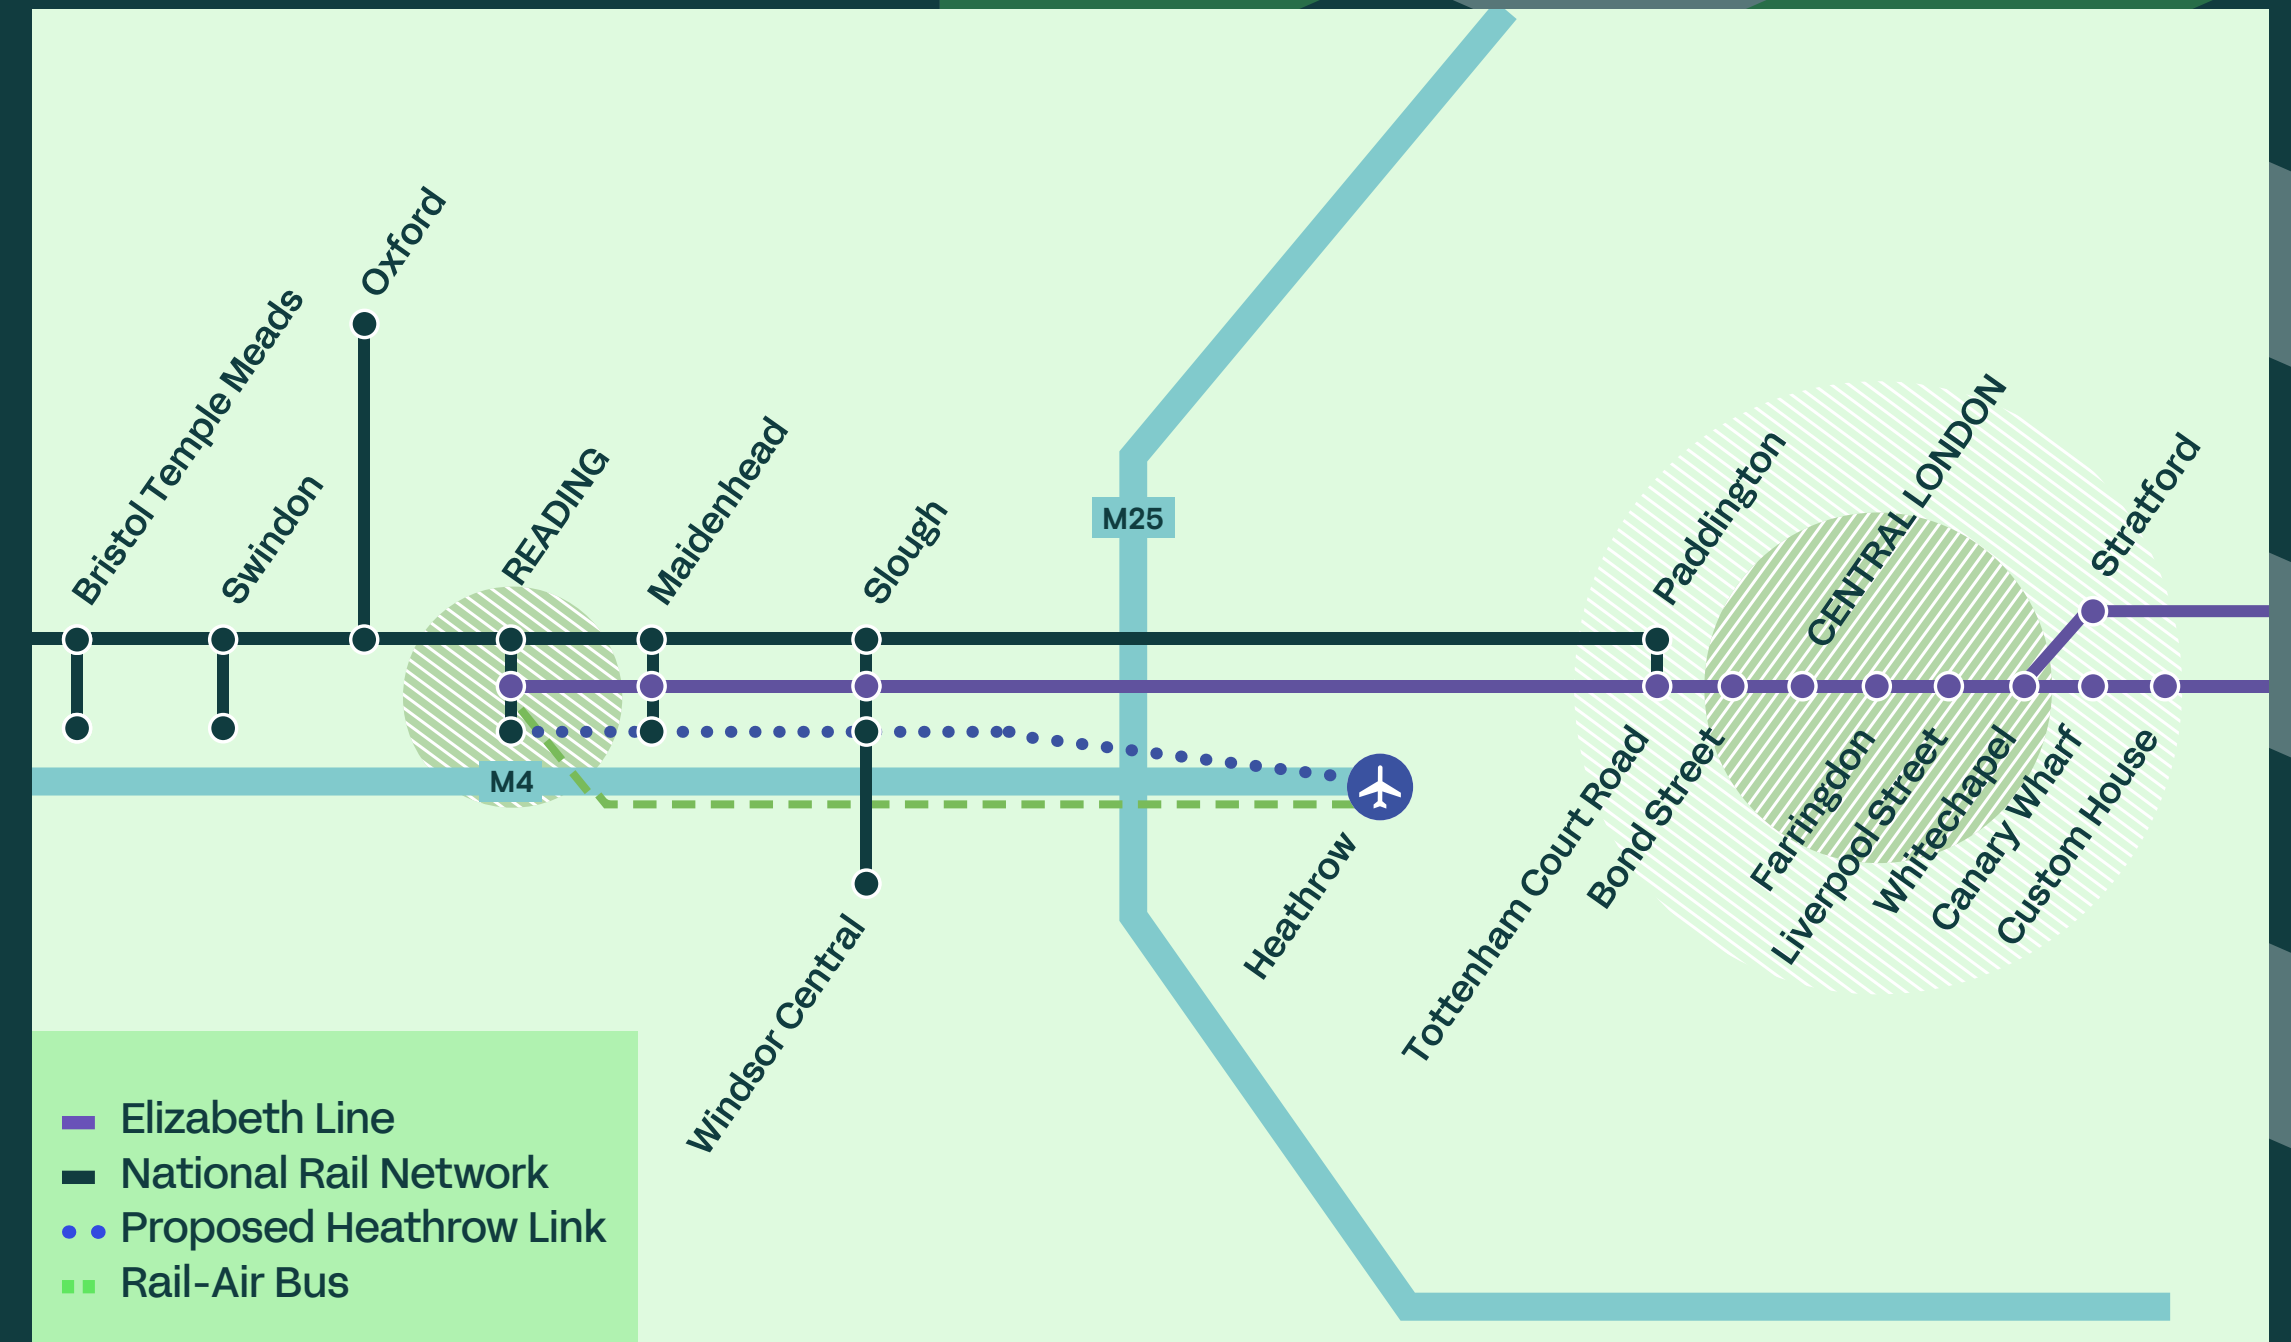 Oxford
Bristol Temple Meads
Swindon
READING
Maidenhead
Slough
M25
Paddington
CENTRAL LONDON
Stratford
M4
Heathrow
Windsor Central
Tottenham Court Road
Bond Street
Farringdon
Liverpool Street
Whitechapel
Canary Wharf
Custom House
Elizabeth Line
National Rail Network
Proposed Heathrow Link
Rail-Air Bus